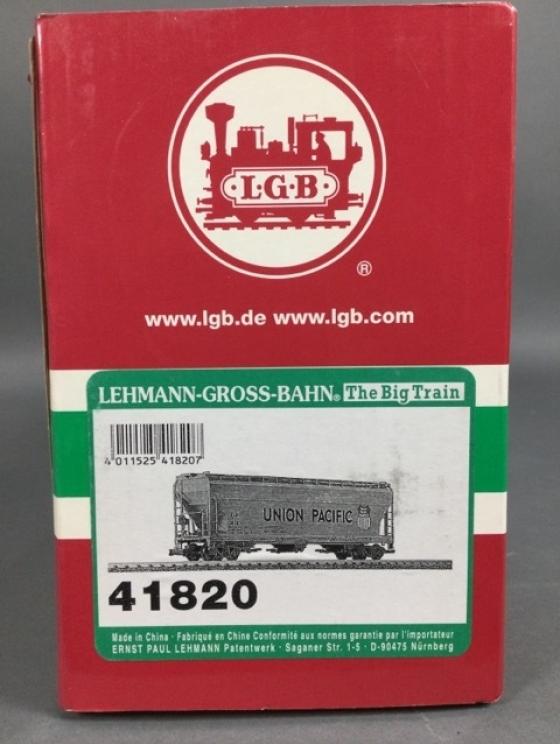 L·G·B
®
www.lgb.de www.lgb.com
LEHMANN-GROSS-BAHN® The Big Train
4 011525 418207
UNION PACIFIC
41820
Made in China · Fabriqué en Chine Conformité aux normes garantie par l'importateur
ERNST PAUL LEHMANN Patentwerk · Saganer Str. 1-5 · D-90475 Nürnberg